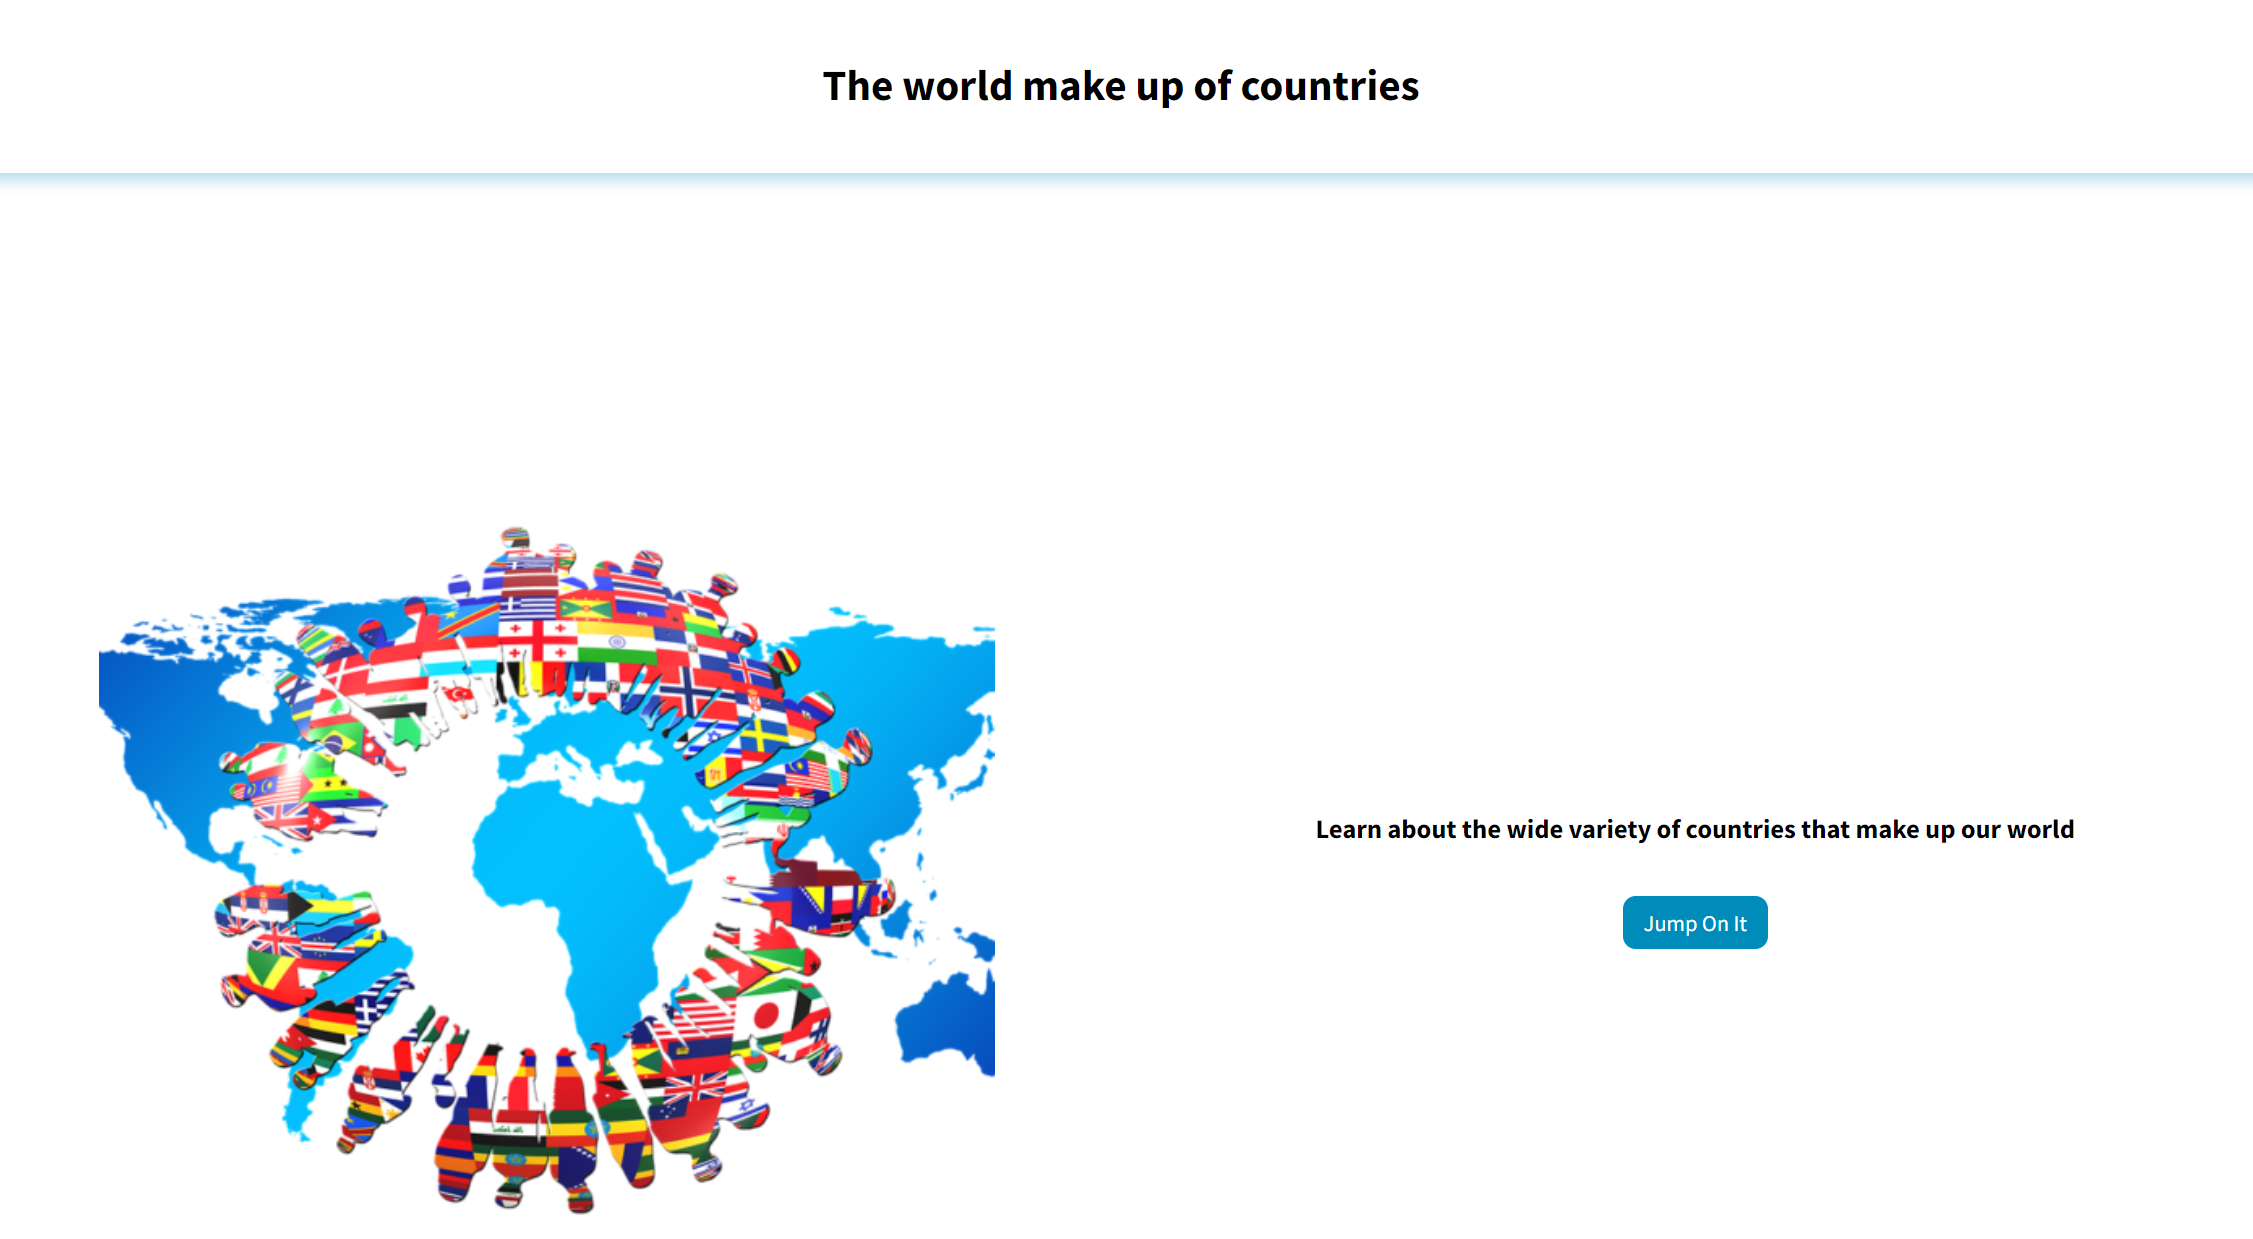 The world make up of countries
Learn about the wide variety of countries that make up our world
Jump On It